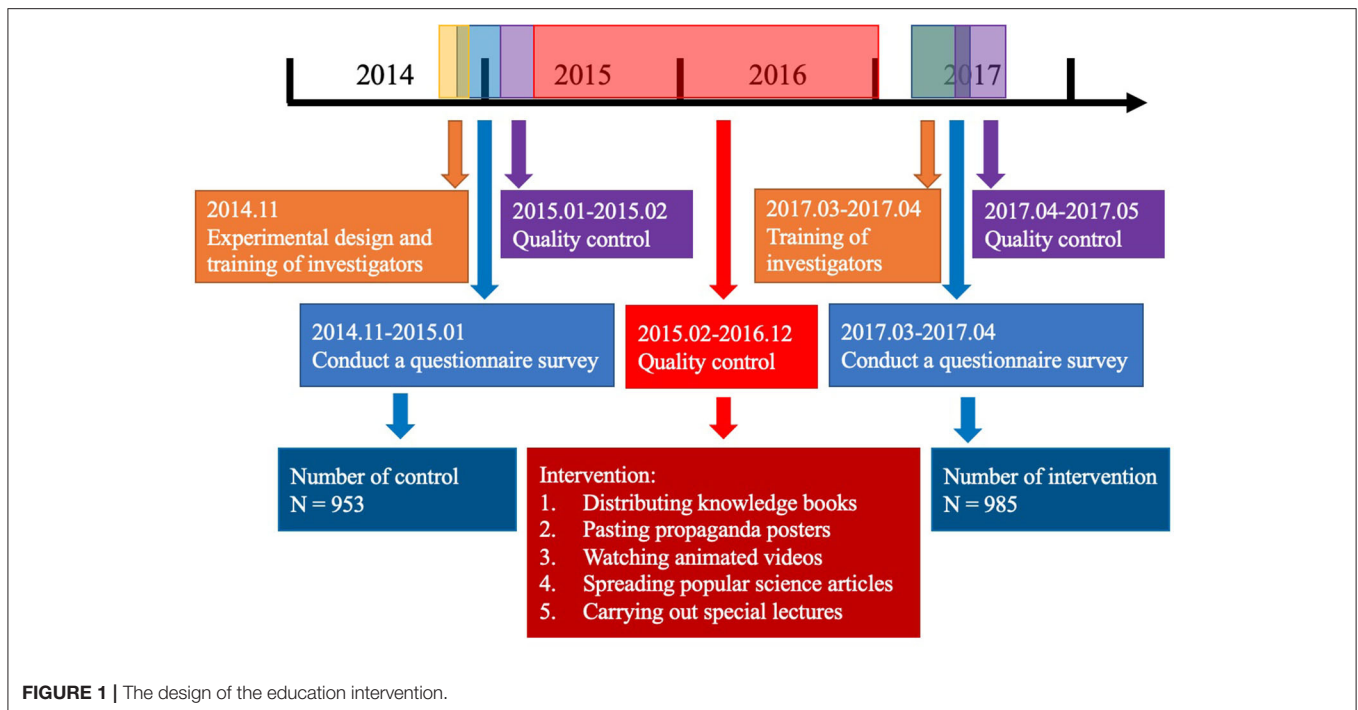 2014
2015
2016
2017
2014.11
Experimental design and
training of investigators
2015.01-2015.02
Quality control
2017.03-2017.04
Training of
investigators
2017.04-2017.05
Quality control
2014.11-2015.01
Conduct a questionnaire survey
2015.02-2016.12
Quality control
2017.03-2017.04
Conduct a questionnaire survey
Number of control
N = 953
Intervention:
1. Distributing knowledge books
2. Pasting propaganda posters
3. Watching animated videos
4. Spreading popular science articles
5. Carrying out special lectures
Number of intervention
N = 985
FIGURE 1 | The design of the education intervention.